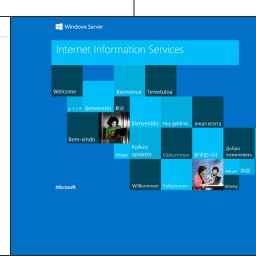 Windows Server
Internet Information Services
Welcome
Bienvenue
Tervetuloa
ようこそ
Benvenuto
歡迎
Bienvenido
Hoş geldiniz
ברוכים הבאים
Bem-vindo
Vítejte
Καλώς
ορίσατε
Välkommen
환영합니다
Добро
пожаловать
Üdvözöljük
Microsoft
Willkommen
Velkommen
مرحبا
欢迎
Witamy